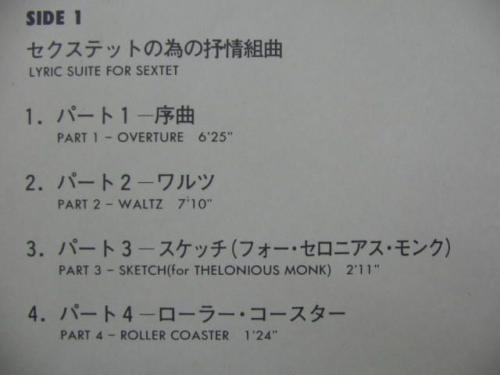 SIDE 1
セクステットの為の抒情組曲
LYRIC SUITE FOR SEXTET
1. パート1―序曲
PART 1 – OVERTURE 6'25"
2. パート2―ワルツ
PART 2 – WALTZ 7'10"
3. パート3―スケッチ(フォー・セロニアス・モンク)
PART 3 – SKETCH(for THELONIOUS MONK) 2'11"
4. パート4―ローラー・コースター
PART 4 – ROLLER COASTER 1'24"